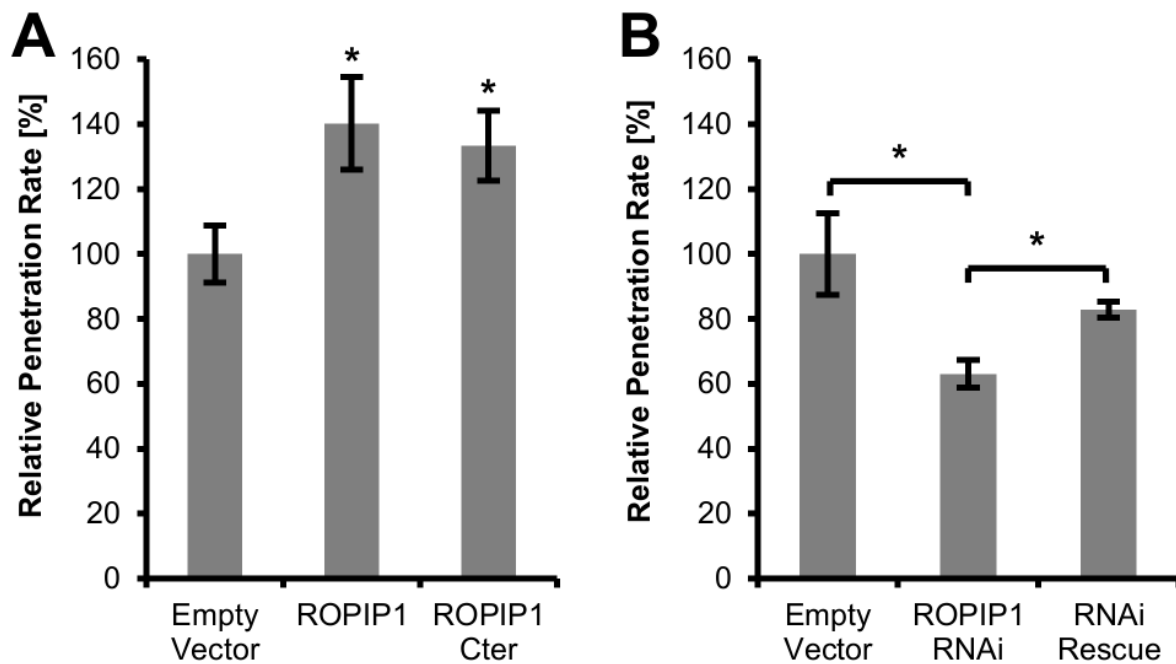 A
Relative Penetration Rate [%]
160
140
120
100
80
60
40
20
0
*
*
Empty
Vector
ROPIP1
ROPIP1
Cter
B
Relative Penetration Rate [%]
160
140
120
100
80
60
40
20
0
*
*
Empty
Vector
ROPIP1
RNAi
RNAi
Rescue